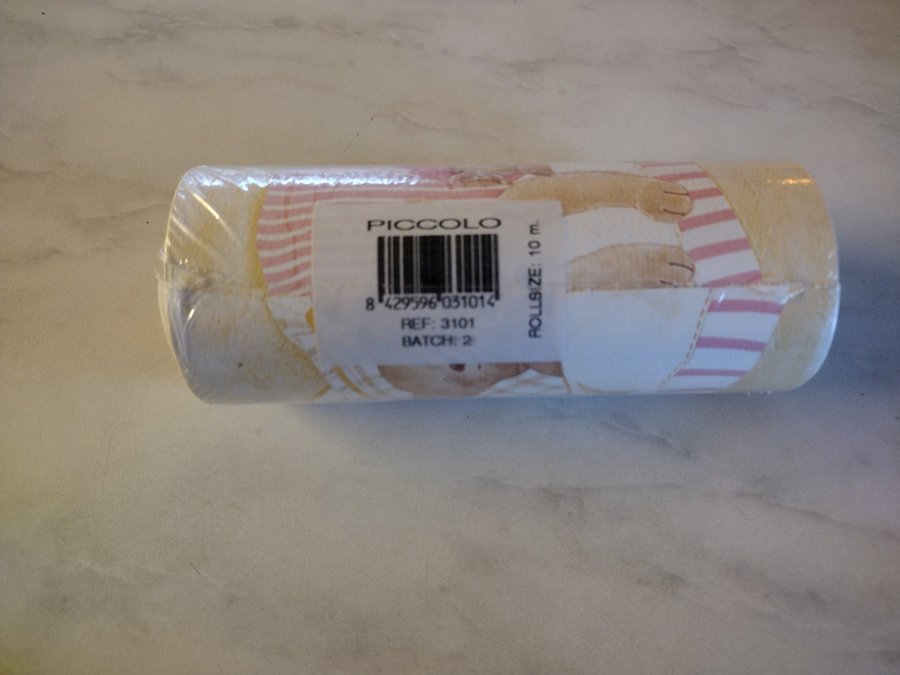 PICCOLO
8 429596 031014
REF: 3101
BATCH: 2
ROLLSIZE: 10 m.